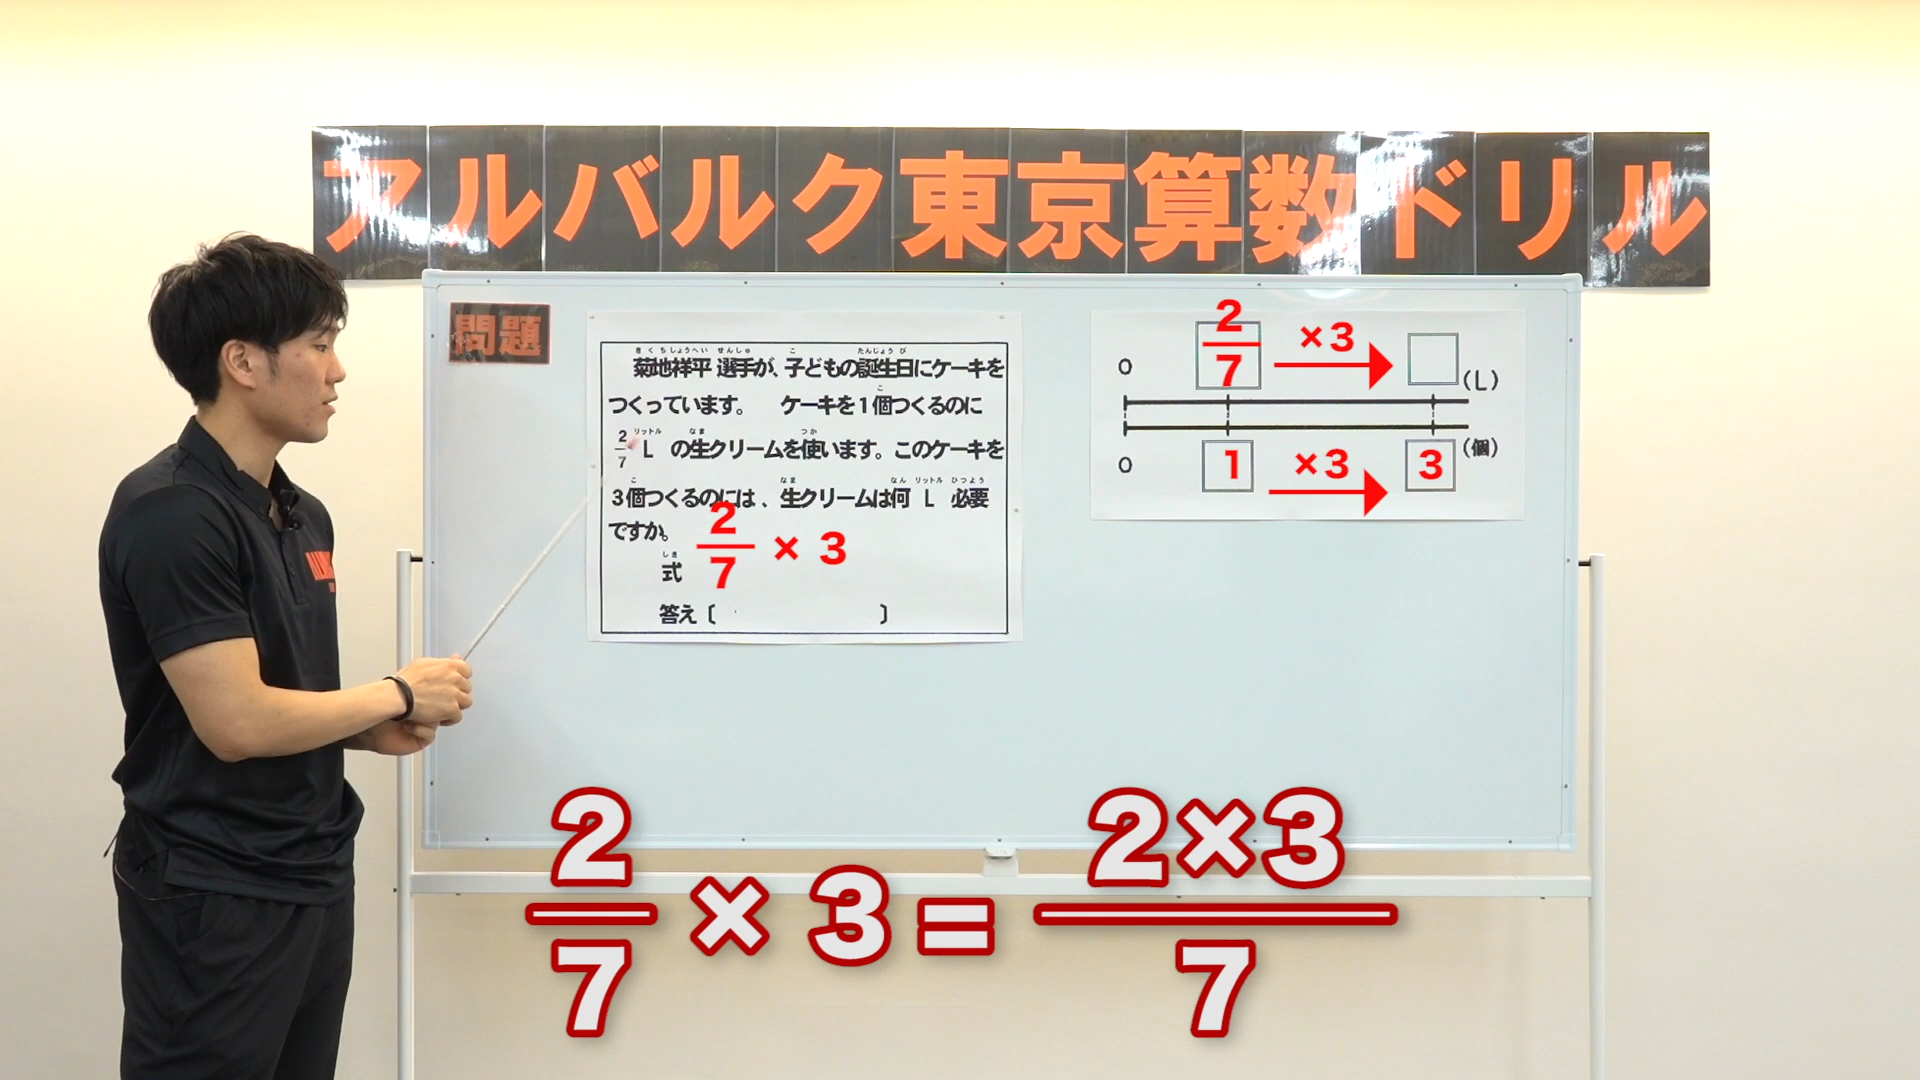 アルバルク東京算数ドリル
問題
菊地祥平 選手が、子どもの誕生日にケーキを
つくっています。 ケーキを1個つくるのに
2/7 L の生クリームを使います。このケーキを
3個つくるのには、生クリームは何 L 必要
ですか。
式 2/7 × 3
答え〔 〕
0 2/7 ×3 (L)
0 1 ×3 3 (個)
2/7 × 3 = 2×3/7